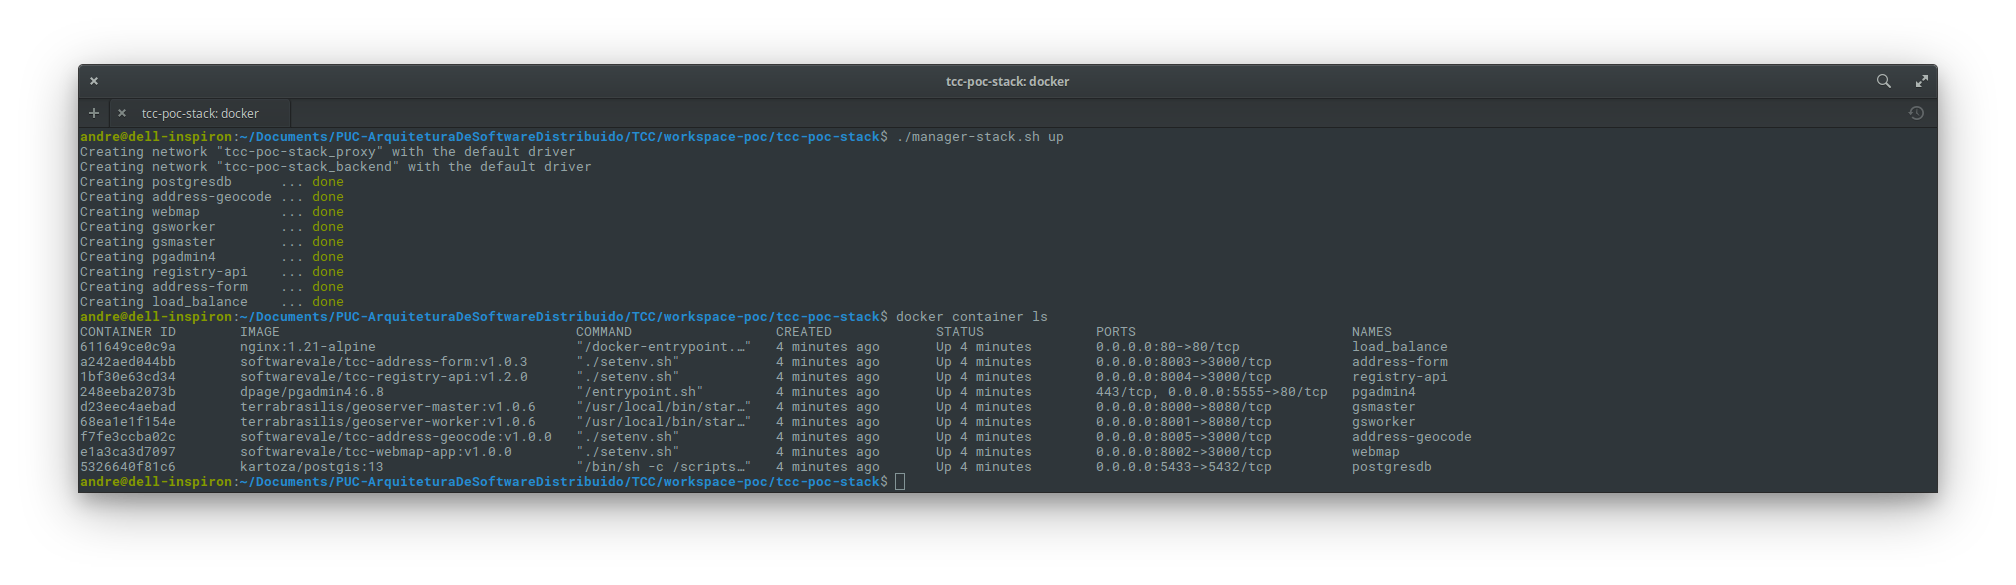 tcc-poc-stack: docker
tcc-poc-stack: docker
andre@dell-inspiron:~/Documents/PUC-ArquiteturaDeSoftwareDistribuido/TCC/workspace-poc/tcc-poc-stack$ ./manager-stack.sh up
Creating network "tcc-poc-stack_proxy" with the default driver
Creating network "tcc-poc-stack_backend" with the default driver
Creating postgresdb      ... done
Creating address-geocode ... done
Creating webmap          ... done
Creating gsworker        ... done
Creating gsmaster        ... done
Creating pgadmin4        ... done
Creating registry-api    ... done
Creating address-form    ... done
Creating load_balance    ... done
andre@dell-inspiron:~/Documents/PUC-ArquiteturaDeSoftwareDistribuido/TCC/workspace-poc/tcc-poc-stack$ docker container ls
CONTAINER ID        IMAGE                                     COMMAND                  CREATED             STATUS              PORTS                           NAMES
611649ce0c9a        nginx:1.21-alpine                         "/docker-entrypoint.…"   4 minutes ago       Up 4 minutes        0.0.0.0:80->80/tcp              load_balance
a242aed044bb        softwarevale/tcc-address-form:v1.0.3      "./setenv.sh"            4 minutes ago       Up 4 minutes        0.0.0.0:8003->3000/tcp          address-form
1bf30e63cd34        softwarevale/tcc-registry-api:v1.2.0      "./setenv.sh"            4 minutes ago       Up 4 minutes        0.0.0.0:8004->3000/tcp          registry-api
248eeba2073b        dpage/pgadmin4:6.8                        "/entrypoint.sh"         4 minutes ago       Up 4 minutes        443/tcp, 0.0.0.0:5555->80/tcp   pgadmin4
d23eec4aebad        terrabrasilis/geoserver-master:v1.0.6     "/usr/local/bin/star…"   4 minutes ago       Up 4 minutes        0.0.0.0:8000->8080/tcp          gsmaster
68ea1e1f154e        terrabrasilis/geoserver-worker:v1.0.6     "/usr/local/bin/star…"   4 minutes ago       Up 4 minutes        0.0.0.0:8001->8080/tcp          gsworker
f7fe3ccba02c        softwarevale/tcc-address-geocode:v1.0.0   "./setenv.sh"            4 minutes ago       Up 4 minutes        0.0.0.0:8005->3000/tcp          address-geocode
e1a3ca3d7097        softwarevale/tcc-webmap-app:v1.0.0        "./setenv.sh"            4 minutes ago       Up 4 minutes        0.0.0.0:8002->3000/tcp          webmap
5326640f81c6        kartoza/postgis:13                        "/bin/sh -c /scripts…"   4 minutes ago       Up 4 minutes        0.0.0.0:5433->5432/tcp          postgresdb
andre@dell-inspiron:~/Documents/PUC-ArquiteturaDeSoftwareDistribuido/TCC/workspace-poc/tcc-poc-stack$